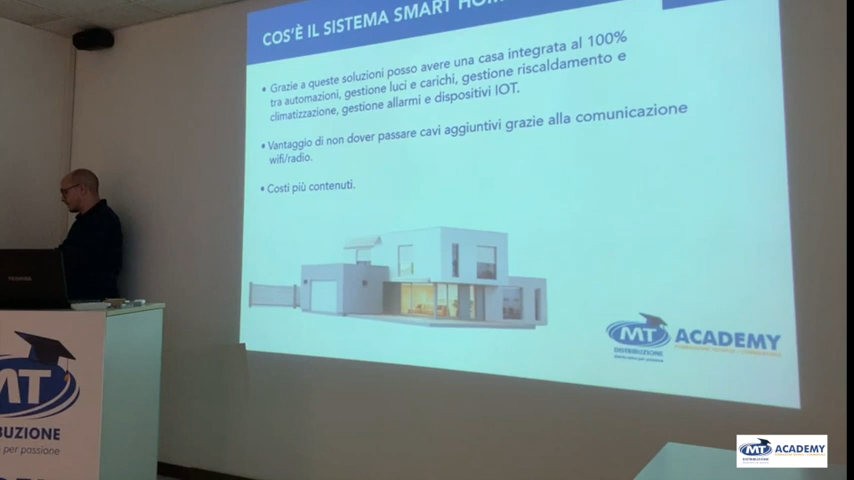 COS'È IL SISTEMA SMART HOM
• Grazie a queste soluzioni posso avere una casa integrata al 100%
tra automazioni, gestione luci e carichi, gestione riscaldamento e
climatizzazione, gestione allarmi e dispositivi IOT.
• Vantaggio di non dover passare cavi aggiuntivi grazie alla comunicazione
wifi/radio.
• Costi più contenuti.
MT ACADEMY
DISTRIBUZIONE
TOSHIBA
MT
BUZIONE
per passione
MT ACADEMY